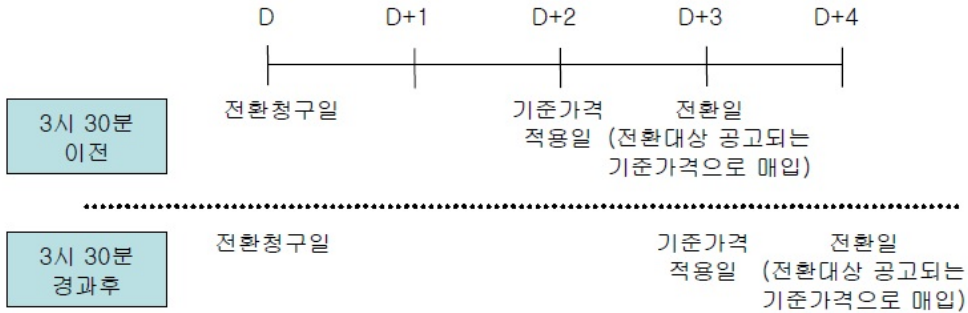 D D+1 D+2 D+3 D+4
3시 30분
이전
전환청구일
기준가격
적용일
전환일
(전환대상 공고되는
기준가격으로 매입)
3시 30분
경과후
전환청구일
기준가격
적용일
전환일
(전환대상 공고되는
기준가격으로 매입)